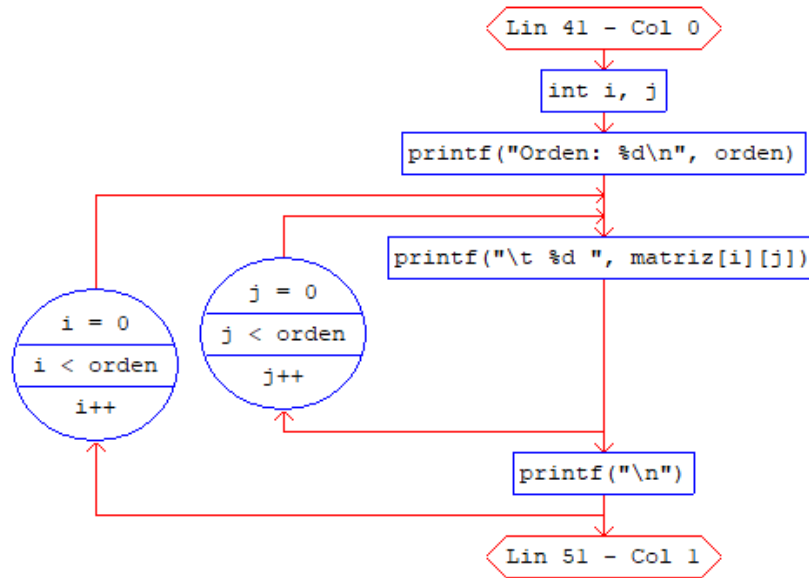 Lin 41 - Col 0
int i, j
printf("Orden: %d\n", orden)
printf("\t %d ", matriz[i][j])
j = 0
j < orden
j++
i = 0
i < orden
i++
printf("\n")
Lin 51 - Col 1